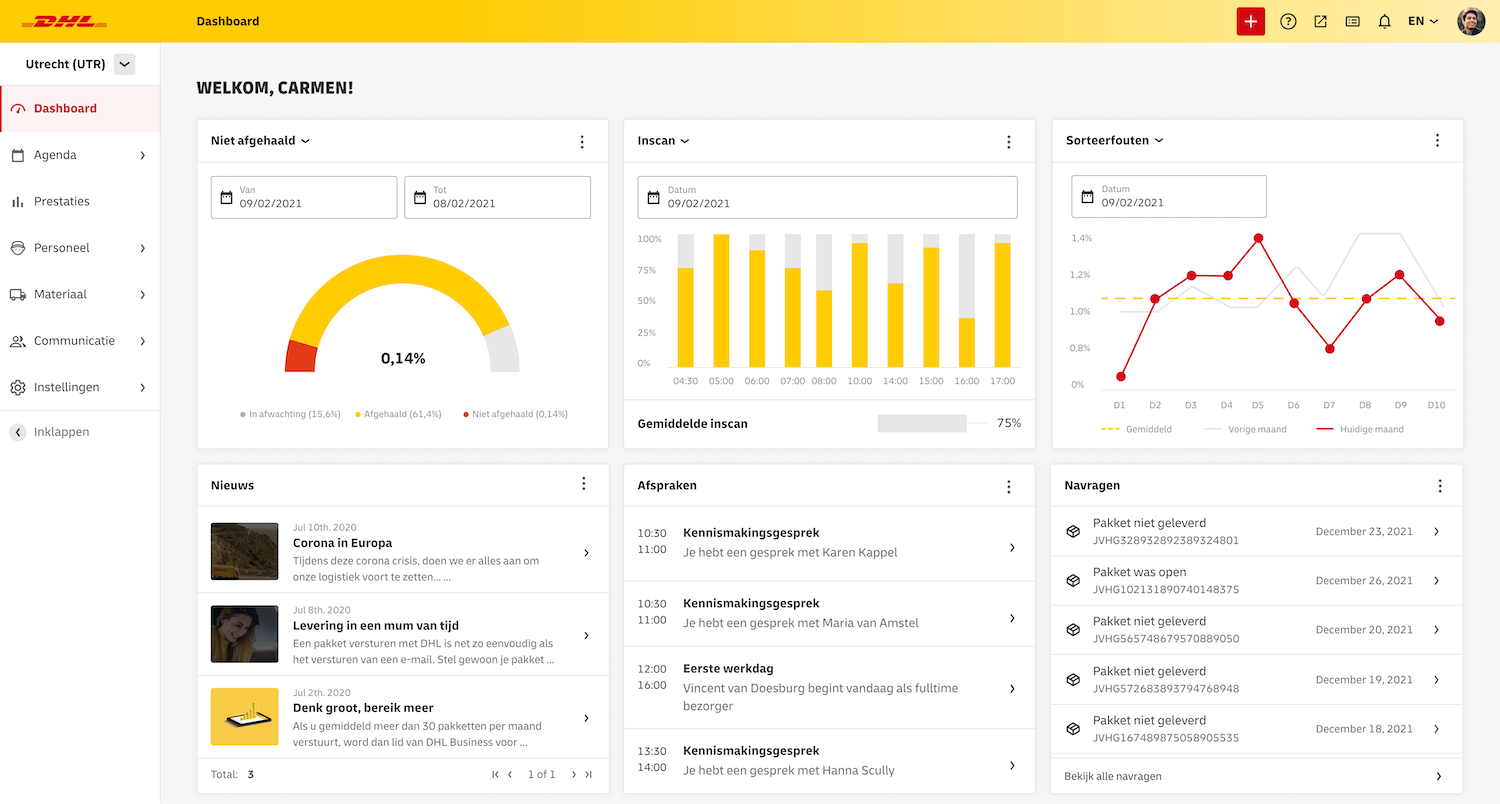 DHL
Dashboard
EN
Utrecht (UTR)
Dashboard
Agenda
Prestaties
Personeel
Materiaal
Communicatie
Instellingen
Inklappen
WELKOM, CARMEN!
Niet afgehaald
Van
09/02/2021
Tot
08/02/2021
0,14%
In afwachting (15,6%)
Afgehaald (61,4%)
Niet afgehaald (0,14%)
Inscan
Datum
09/02/2021
100%
75%
50%
25%
0%
04:30 05:00 06:00 07:00 08:00 10:00 14:00 15:00 16:00 17:00
Gemiddelde inscan
75%
Sorteerfouten
Datum
09/02/2021
1,4%
1,2%
1,0%
0,8%
0%
D1 D2 D3 D4 D5 D6 D7 D8 D9 D10
Gemiddeld
Vorige maand
Huidige maand
Nieuws
Jul 10th. 2020
Corona in Europa
Tijdens deze corona crisis, doen we er alles aan om
onze logistiek voort te zetten... ...
Jul 8th. 2020
Levering in een mum van tijd
Een pakket versturen met DHL is net zo eenvoudig als
het versturen van een e-mail. Stel gewoon je pakket ...
Jul 2th. 2020
Denk groot, bereik meer
Als u gemiddeld meer dan 30 pakketten per maand
verstuurt, word dan lid van DHL Business voor ...
Total: 3
1 of 1
Afspraken
10:30
11:00
Kennismakingsgesprek
Je hebt een gesprek met Karen Kappel
10:30
11:00
Kennismakingsgesprek
Je hebt een gesprek met Maria van Amstel
12:00
16:00
Eerste werkdag
Vincent van Doesburg begint vandaag als fulltime
bezorger
13:30
14:00
Kennismakingsgesprek
Je hebt een gesprek met Hanna Scully
Navragen
Pakket niet geleverd
JVHG328932892389324801
December 23, 2021
Pakket was open
JVHG102131890740148375
December 26, 2021
Pakket niet geleverd
JVHG565748679570889050
December 20, 2021
Pakket niet geleverd
JVHG572683893794768948
December 19, 2021
Pakket niet geleverd
JVHG167489875058905535
December 18, 2021
Bekijk alle navragen